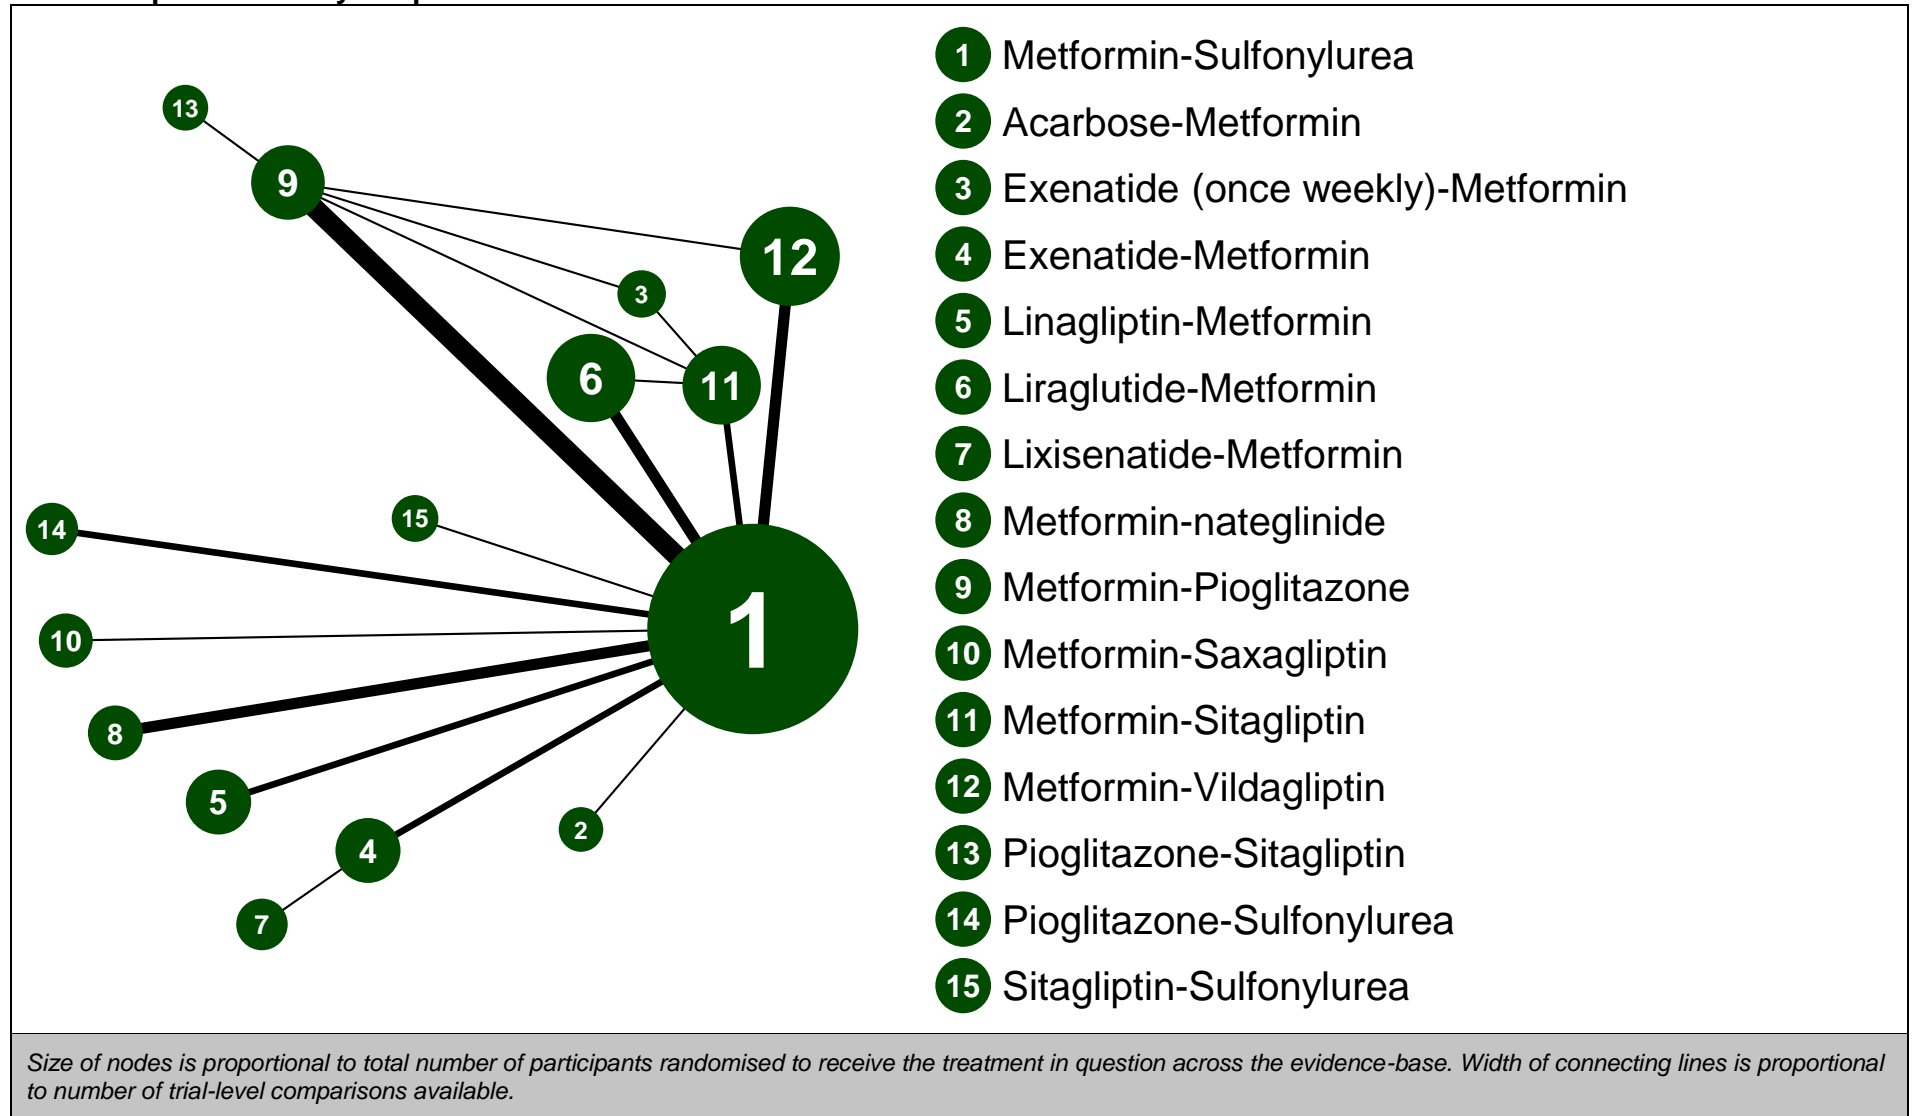 13
9
12
3
6
11
15
14
1
10
8
5
4
2
7
1 Metformin-Sulfonylurea
2 Acarbose-Metformin
3 Exenatide (once weekly)-Metformin
4 Exenatide-Metformin
5 Linagliptin-Metformin
6 Liraglutide-Metformin
7 Lixisenatide-Metformin
8 Metformin-nateglinide
9 Metformin-Pioglitazone
10 Metformin-Saxagliptin
11 Metformin-Sitagliptin
12 Metformin-Vildagliptin
13 Pioglitazone-Sitagliptin
14 Pioglitazone-Sulfonylurea
15 Sitagliptin-Sulfonylurea
Size of nodes is proportional to total number of participants randomised to receive the treatment in question across the evidence-base. Width of connecting lines is proportional
to number of trial-level comparisons available.